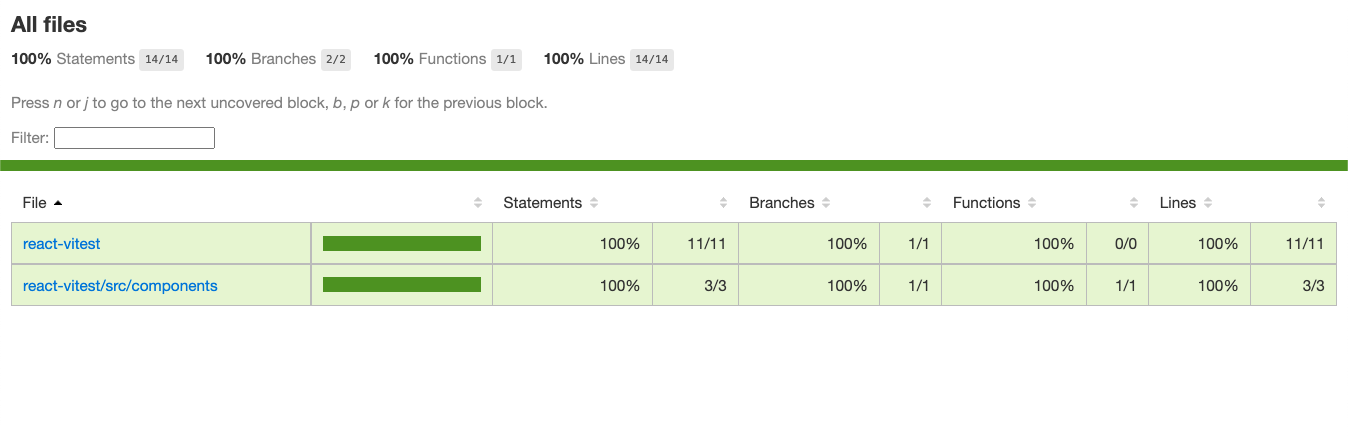 All files
100% Statements 14/14 100% Branches 2/2 100% Functions 1/1 100% Lines 14/14
Press n or j to go to the next uncovered block, b, p or k for the previous block.
Filter:
File Statements Branches Functions Lines
react-vitest 100% 11/11 100% 1/1 100% 0/0 100% 11/11
react-vitest/src/components 100% 3/3 100% 1/1 100% 1/1 100% 3/3